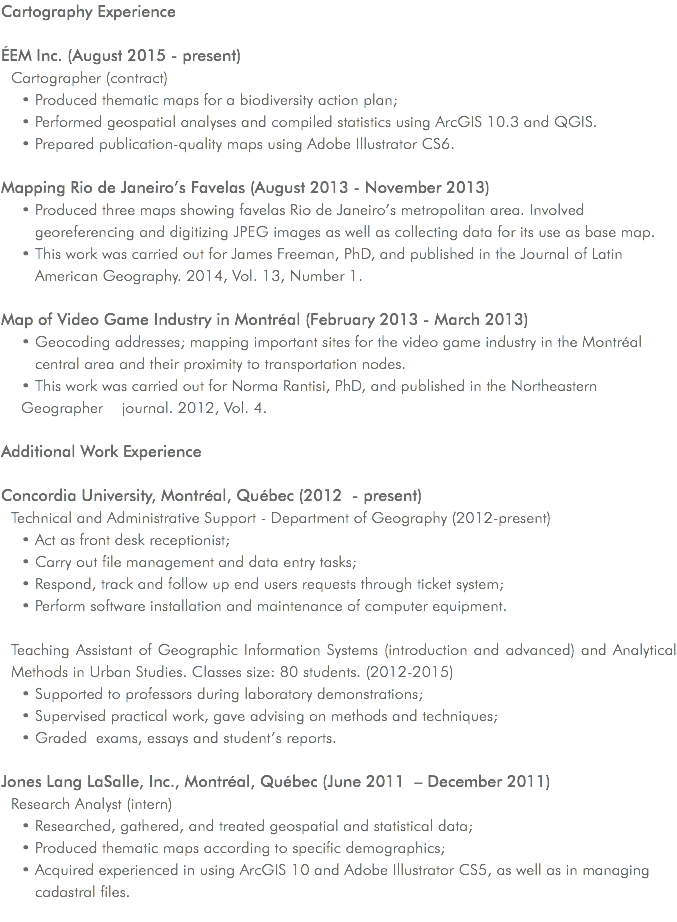 Cartography Experience
ÉEM Inc. (August 2015 - present)
Cartographer (contract)
• Produced thematic maps for a biodiversity action plan;
• Performed geospatial analyses and compiled statistics using ArcGIS 10.3 and QGIS.
• Prepared publication-quality maps using Adobe Illustrator CS6.
Mapping Rio de Janeiro's Favelas (August 2013 - November 2013)
• Produced three maps showing favelas Rio de Janeiro's metropolitan area. Involved
georeferencing and digitizing JPEG images as well as collecting data for its use as base map.
• This work was carried out for James Freeman, PhD, and published in the Journal of Latin
American Geography. 2014, Vol. 13, Number 1.
Map of Video Game Industry in Montréal (February 2013 - March 2013)
• Geocoding addresses; mapping important sites for the video game industry in the Montréal
central area and their proximity to transportation nodes.
• This work was carried out for Norma Rantisi, PhD, and published in the Northeastern
Geographer journal. 2012, Vol. 4.
Additional Work Experience
Concordia University, Montréal, Québec (2012 - present)
Technical and Administrative Support - Department of Geography (2012-present)
• Act as front desk receptionist;
• Carry out file management and data entry tasks;
• Respond, track and follow up end users requests through ticket system;
• Perform software installation and maintenance of computer equipment.
Teaching Assistant of Geographic Information Systems (introduction and advanced) and Analytical
Methods in Urban Studies. Classes size: 80 students. (2012-2015)
• Supported to professors during laboratory demonstrations;
• Supervised practical work, gave advising on methods and techniques;
• Graded exams, essays and student's reports.
Jones Lang LaSalle, Inc., Montréal, Québec (June 2011 – December 2011)
Research Analyst (intern)
• Researched, gathered, and treated geospatial and statistical data;
• Produced thematic maps according to specific demographics;
• Acquired experienced in using ArcGIS 10 and Adobe Illustrator CS5, as well as in managing
cadastral files.